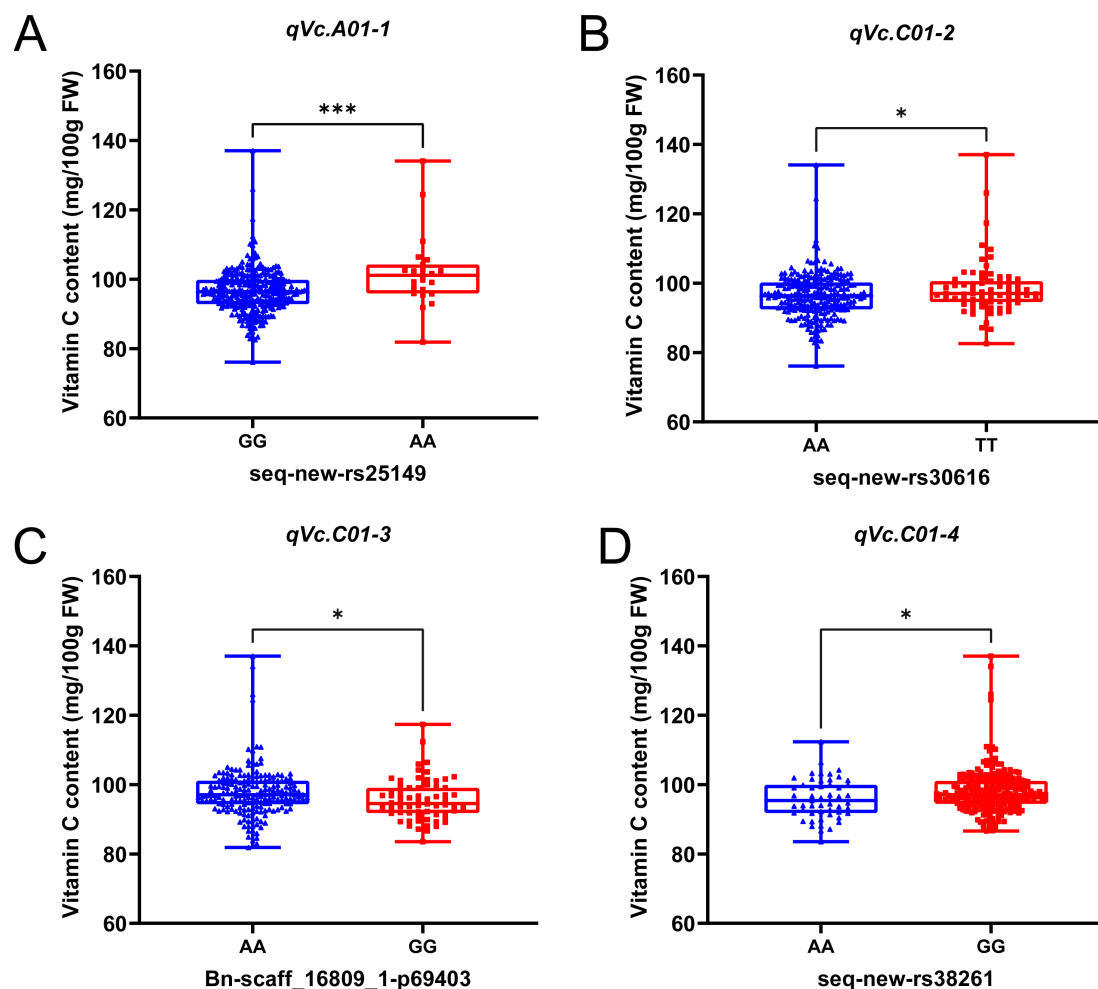 A
qVc.A01-1
Vitamin C content (mg/100g FW)
160
140
120
100
80
60
***
GG
AA
seq-new-rs25149
B
qVc.C01-2
Vitamin C content (mg/100g FW)
160
140
120
100
80
60
*
AA
TT
seq-new-rs30616
C
qVc.C01-3
Vitamin C content (mg/100g FW)
160
140
120
100
80
60
*
AA
GG
Bn-scaff_16809_1-p69403
D
qVc.C01-4
Vitamin C content (mg/100g FW)
160
140
120
100
80
60
*
AA
GG
seq-new-rs38261